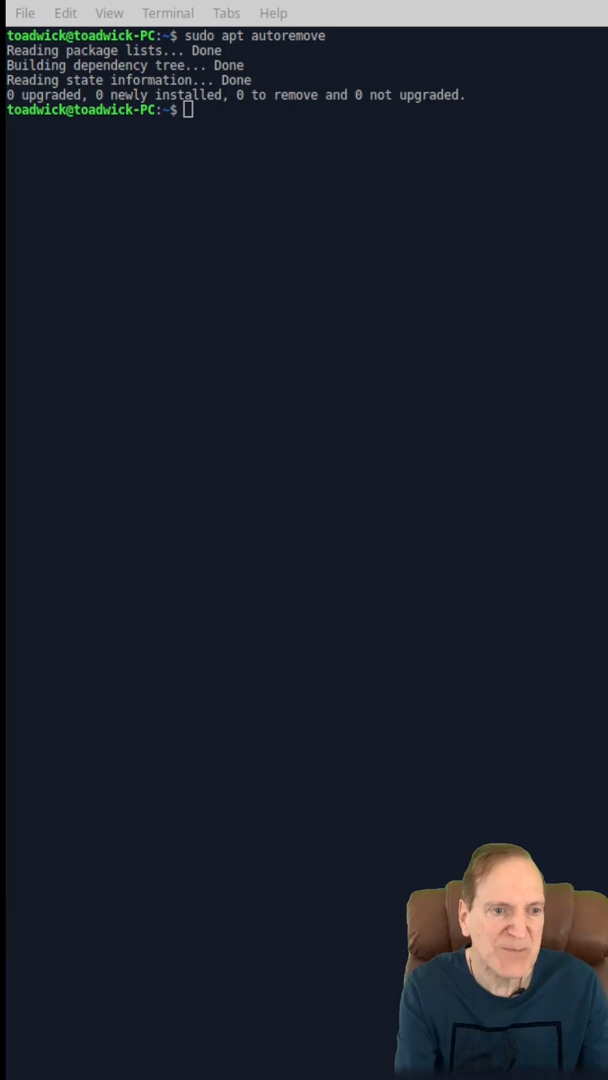 File Edit View Terminal Tabs Help
toadwick@toadwick-PC:~$ sudo apt autoremove
Reading package lists... Done
Building dependency tree... Done
Reading state information... Done
0 upgraded, 0 newly installed, 0 to remove and 0 not upgraded.
toadwick@toadwick-PC:~$